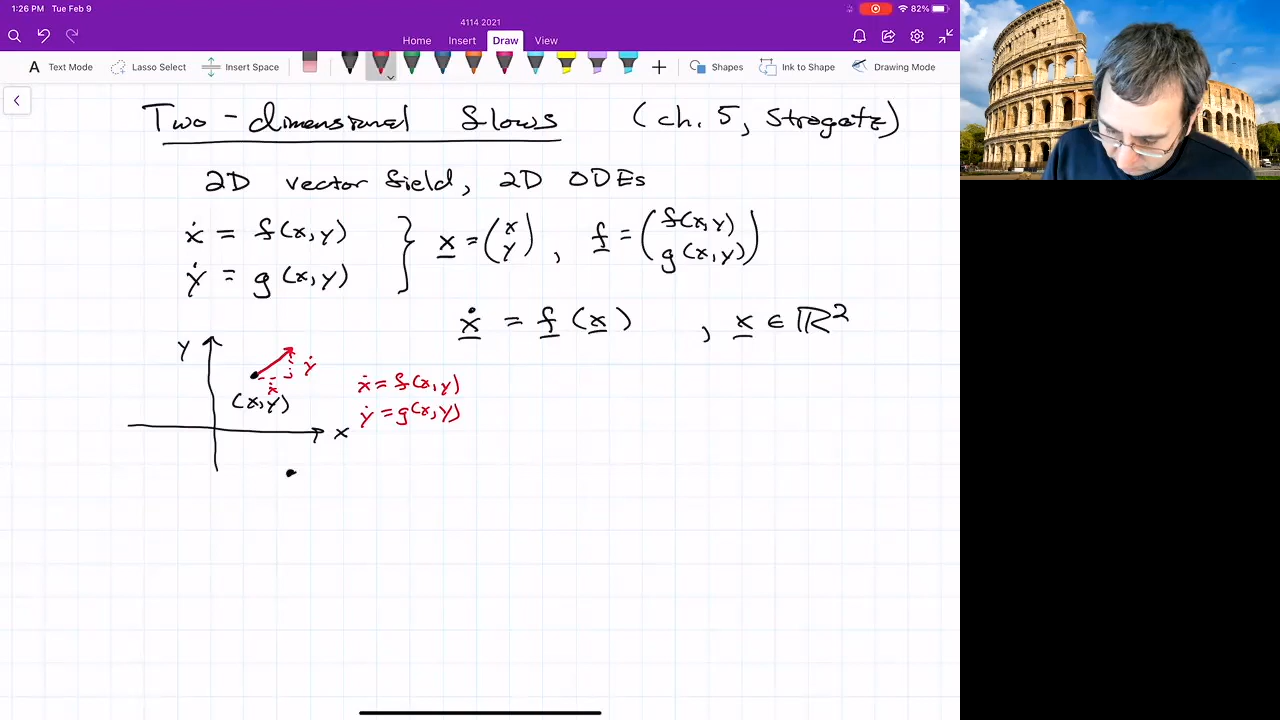 1:26 PM Tue Feb 9
82%
4114 2021
Home Insert Draw View
Text Mode Lasso Select Insert Space Shapes Ink to Shape Drawing Mode
Two-dimensional flows (ch. 5, Strogatz)
2D vector field, 2D ODEs
ẋ = f(x,y)
ẏ = g(x,y)
} x = (x y), f = (f(x,y) g(x,y))
ẋ = f(x) , x ∈ ℝ²
y
ẏ
ẋ
(x,y)
x
ẋ = f(x,y)
ẏ = g(x,y)